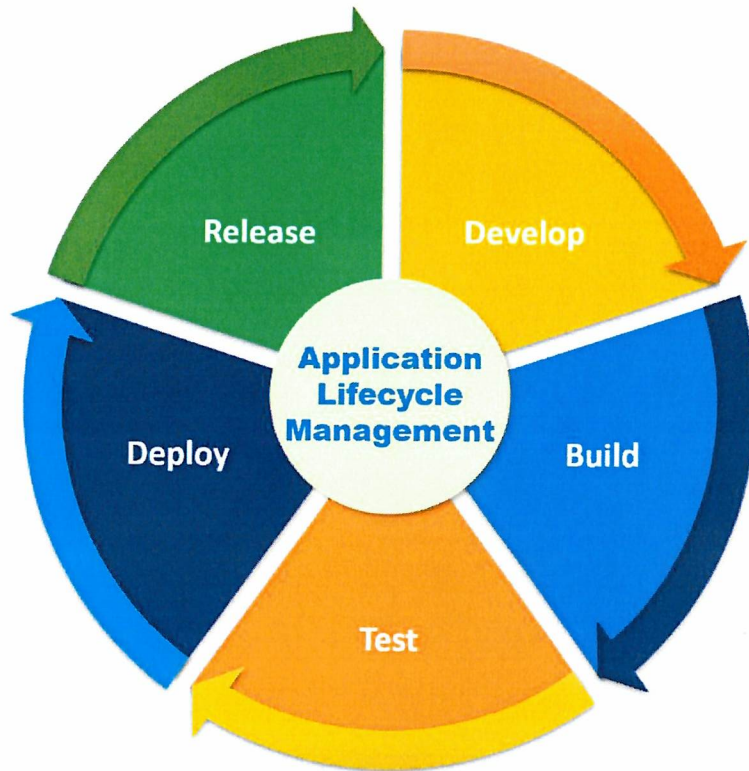 Release
Develop
Application
Lifecycle
Management
Deploy
Build
Test